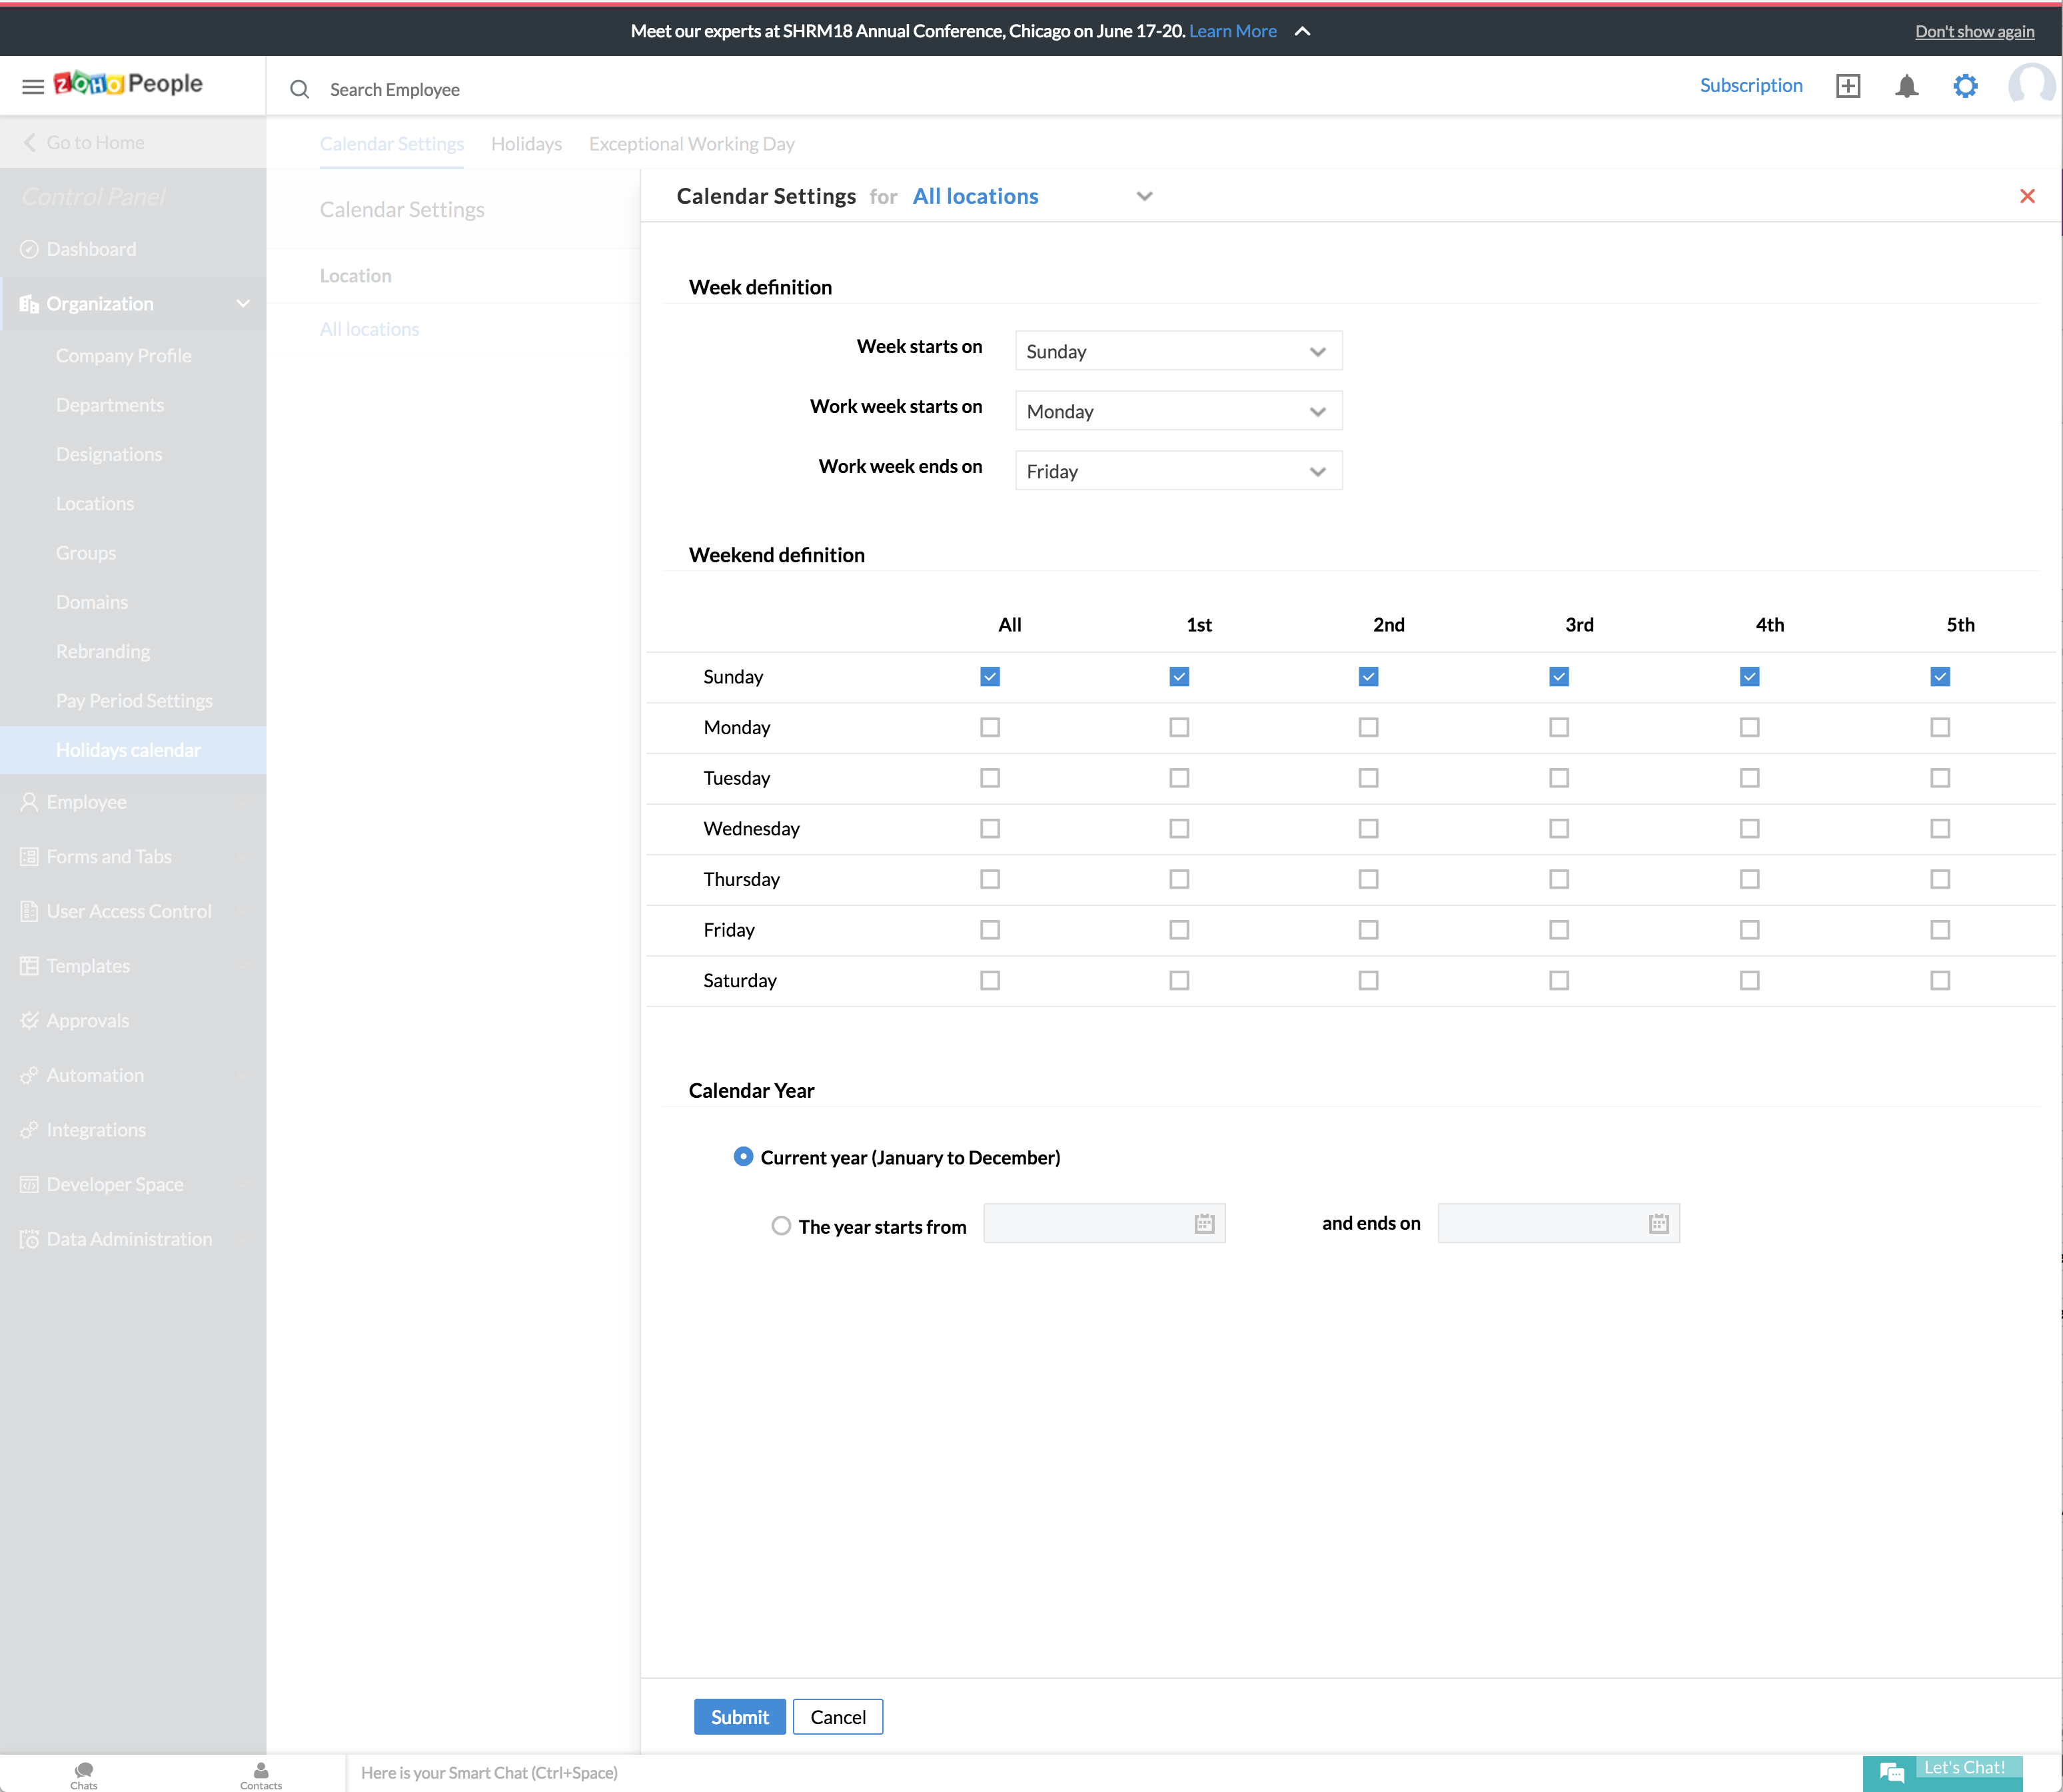 Meet our experts at SHRM18 Annual Conference, Chicago on June 17-20. Learn More
Don't show again
ZOHO People
Search Employee
Subscription
Go to Home
Calendar Settings
Holidays
Exceptional Working Day
Control Panel
Dashboard
Organization
Company Profile
Departments
Designations
Locations
Groups
Domains
Rebranding
Pay Period Settings
Holidays calendar
Employee
Forms and Tabs
User Access Control
Templates
Approvals
Automation
Integrations
Developer Space
Data Administration
Calendar Settings
Location
All locations
Calendar Settings for All locations
Week definition
Week starts on Sunday
Work week starts on Monday
Work week ends on Friday
Weekend definition
All 1st 2nd 3rd 4th 5th
Sunday
Monday
Tuesday
Wednesday
Thursday
Friday
Saturday
Calendar Year
Current year (January to December)
The year starts from and ends on
Submit Cancel
Chats
Contacts
Here is your Smart Chat (Ctrl+Space)
Let's Chat!